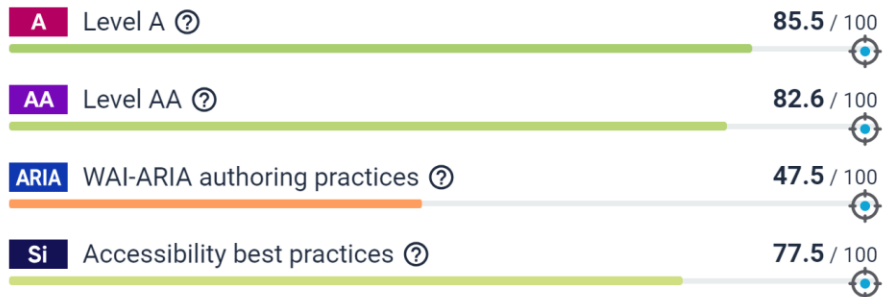 A Level A ? 85.5 / 100
AA Level AA ? 82.6 / 100
ARIA WAI-ARIA authoring practices ? 47.5 / 100
Si Accessibility best practices ? 77.5 / 100